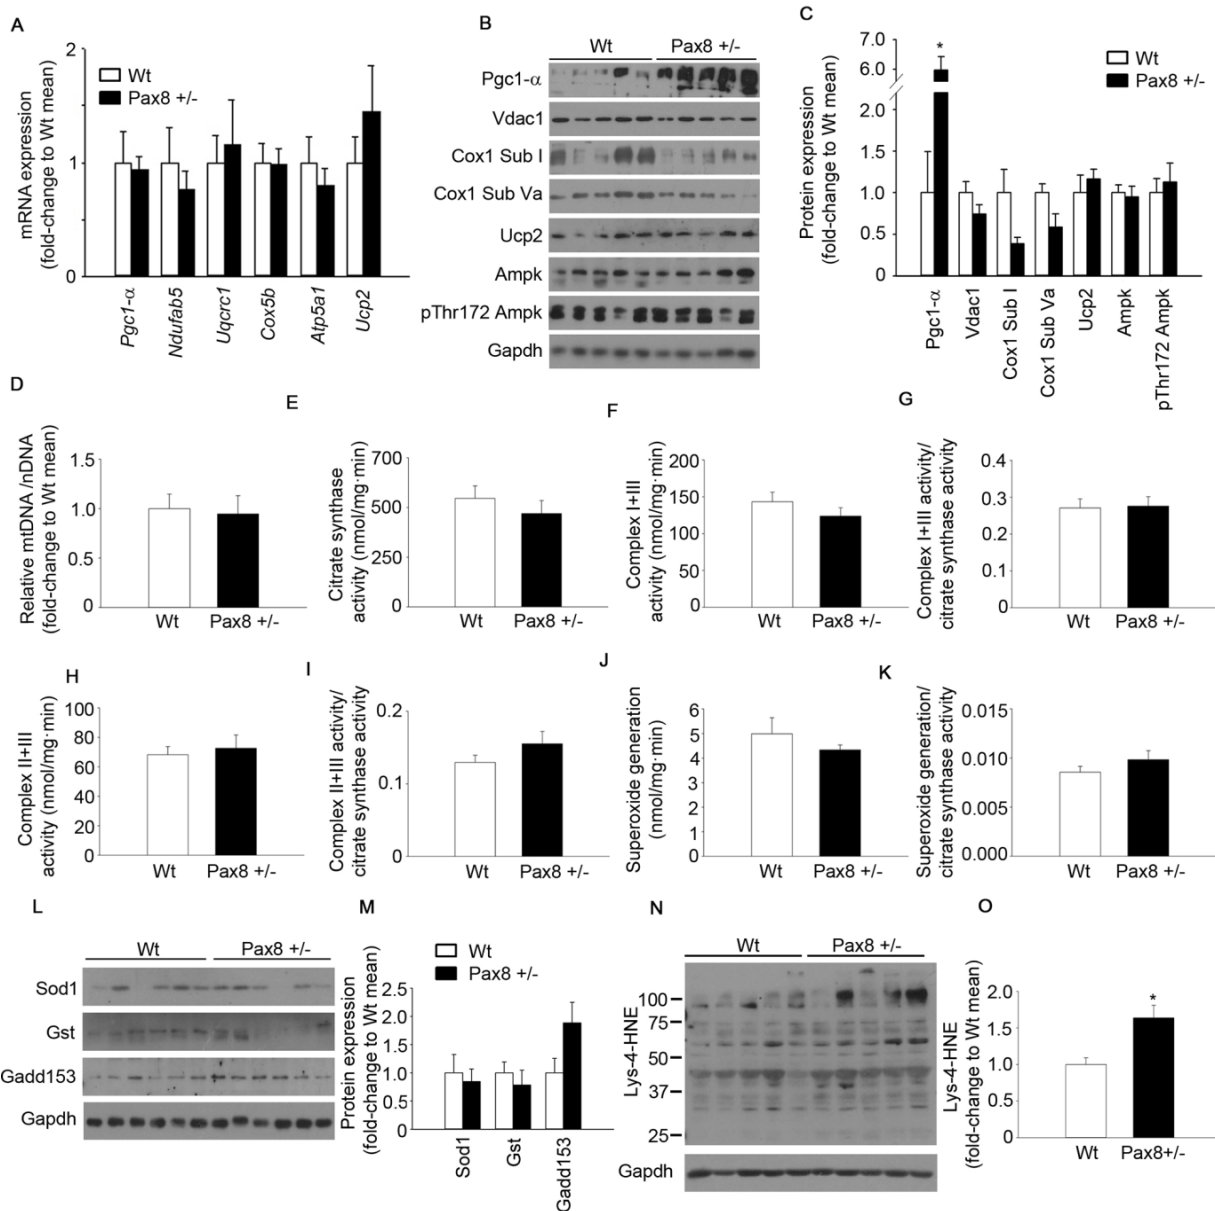 A
mRNA expression
(fold-change to Wt mean)
2
1
0
Wt
Pax8 +/-
Pgc1-α
Ndufab5
Uqcrc1
Cox5b
Atp5a1
Ucp2
B
Wt
Pax8 +/-
Pgc1-α
Vdac1
Cox1 Sub I
Cox1 Sub Va
Ucp2
Ampk
pThr172 Ampk
Gapdh
C
Protein expression
(fold-change to Wt mean)
7.0
6.0
2.0
1.5
1.0
0.5
0
*
Wt
Pax8 +/-
Pgc1-α
Vdac1
Cox1 Sub I
Cox1 Sub Va
Ucp2
Ampk
pThr172 Ampk
D
Relative mtDNA /nDNA
(fold-change to Wt mean)
1.5
1.0
0.5
0
Wt
Pax8 +/-
E
Citrate synthase
activity (nmol/mg·min)
700
500
250
0
Wt
Pax8 +/-
F
Complex I+III
activity (nmol/mg·min)
200
150
100
50
0
Wt
Pax8 +/-
G
Complex I+III activity/
citrate synthase activity
0.4
0.3
0.2
0.1
0
Wt
Pax8 +/-
H
Complex II+III
activity (nmol/mg·min)
100
80
60
40
20
0
Wt
Pax8 +/-
I
Complex II+III activity/
citrate synthase activity
0.2
0.1
0
Wt
Pax8 +/-
J
Superoxide generation
(nmol/mg·min)
6
5
4
3
2
1
0
Wt
Pax8 +/-
K
Superoxide generation/
citrate synthase activity
0.015
0.010
0.005
0.000
Wt
Pax8 +/-
L
Wt
Pax8 +/-
Sod1
Gst
Gadd153
Gapdh
M
Wt
Pax8 +/-
Protein expression
(fold-change to Wt mean)
2.5
2.0
1.5
1.0
0.5
0
Sod1
Gst
Gadd153
N
Wt
Pax8 +/-
Lys-4-HNE
100
75
50
37
25
Gapdh
O
Lys-4-HNE
(fold-change to Wt mean)
2.0
1.5
1.0
0.5
0
*
Wt
Pax8+/-